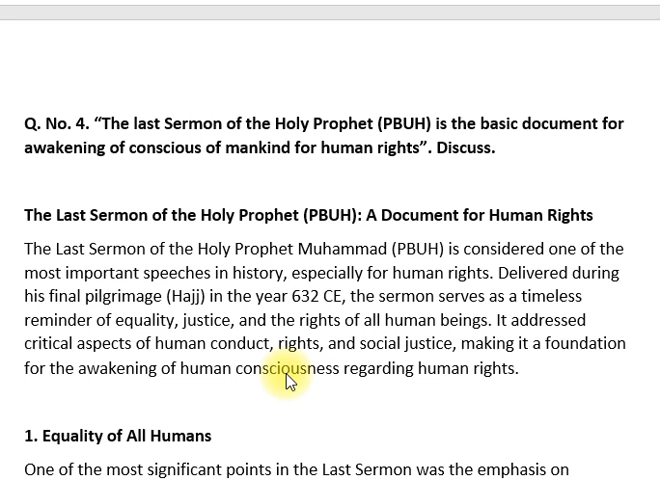 Q. No. 4. “The last Sermon of the Holy Prophet (PBUH) is the basic document for
awakening of conscious of mankind for human rights”. Discuss.
The Last Sermon of the Holy Prophet (PBUH): A Document for Human Rights
The Last Sermon of the Holy Prophet Muhammad (PBUH) is considered one of the
most important speeches in history, especially for human rights. Delivered during
his final pilgrimage (Hajj) in the year 632 CE, the sermon serves as a timeless
reminder of equality, justice, and the rights of all human beings. It addressed
critical aspects of human conduct, rights, and social justice, making it a foundation
for the awakening of human consciousness regarding human rights.
1. Equality of All Humans
One of the most significant points in the Last Sermon was the emphasis on